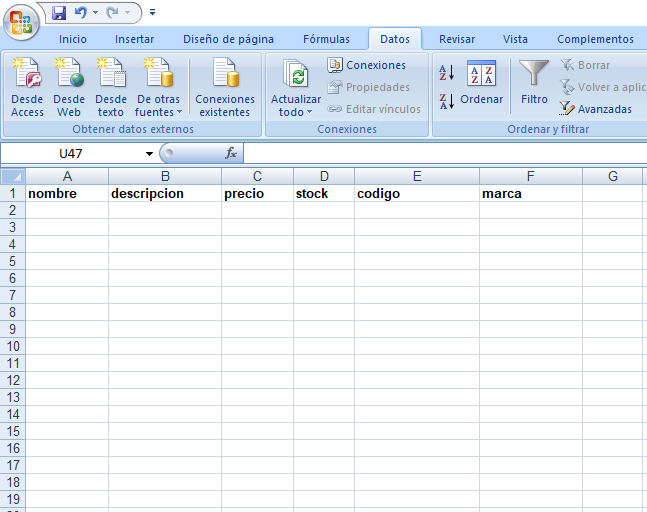 Inicio Insertar Diseño de página Fórmulas Datos Revisar Vista Complementos
Desde Access
Desde Web
Desde texto
De otras fuentes
Conexiones existentes
Obtener datos externos
Actualizar todo
Conexiones
Propiedades
Editar vínculos
Conexiones
A Z
Z A
A Z Z A
Ordenar
Filtro
Borrar
Volver a aplic
Avanzadas
Ordenar y filtrar
U47 fx
A B C D E F G
1 nombre descripcion precio stock codigo marca
2
3
4
5
6
7
8
9
10
11
12
13
14
15
16
17
18
19